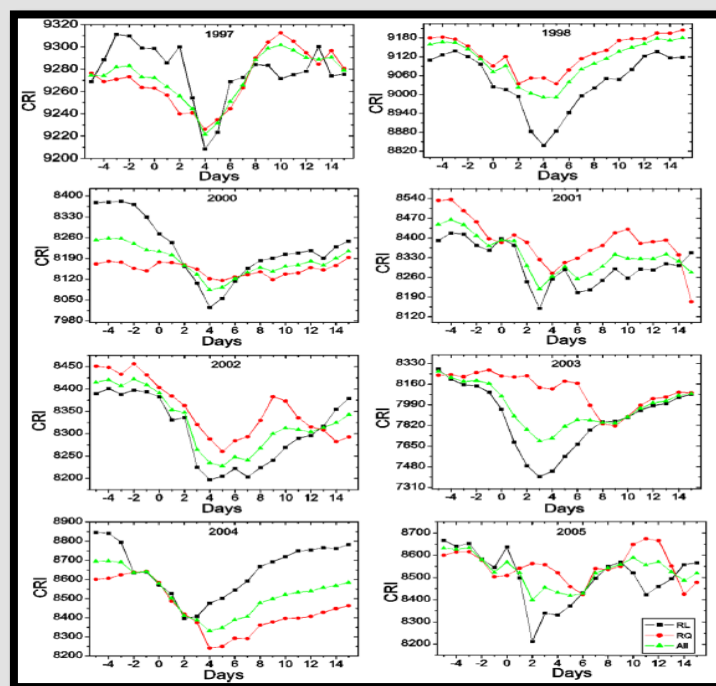 1997
CRI
9300
9280
9260
9240
9220
9200
-4 -2 0 2 4 6 8 10 12 14
Days
1998
CRI
9180
9120
9060
9000
8940
8880
8820
-4 -2 0 2 4 6 8 10 12 14
Days
2000
CRI
8400
8330
8260
8190
8120
8050
7980
-4 -2 0 2 4 6 8 10 12 14
Days
2001
CRI
8540
8470
8400
8330
8260
8190
8120
-4 -2 0 2 4 6 8 10 12 14
Days
2002
CRI
8450
8400
8350
8300
8250
8200
-4 -2 0 2 4 6 8 10 12 14
Days
2003
CRI
8330
8160
7990
7820
7650
7480
7310
-4 -2 0 2 4 6 8 10 12 14
Days
2004
CRI
8900
8800
8700
8600
8500
8400
8300
8200
-4 -2 0 2 4 6 8 10 12 14
Days
2005
CRI
8700
8600
8500
8400
8300
8200
-4 -2 0 2 4 6 8 10 12 14
Days
RL
RQ
All